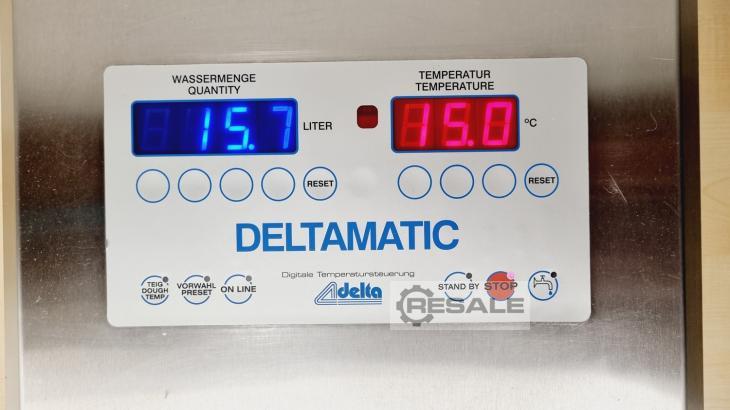 WASSERMENGE
QUANTITY
TEMPERATUR
TEMPERATURE
15.7 LITER
15.0 °C
RESET
RESET
DELTAMATIC
Digitale Temperatursteuerung
delta
TEIG
DOUGH
TEMP.
VORWAHL
PRESET
ON LINE
STAND BY
STOP
RESALE